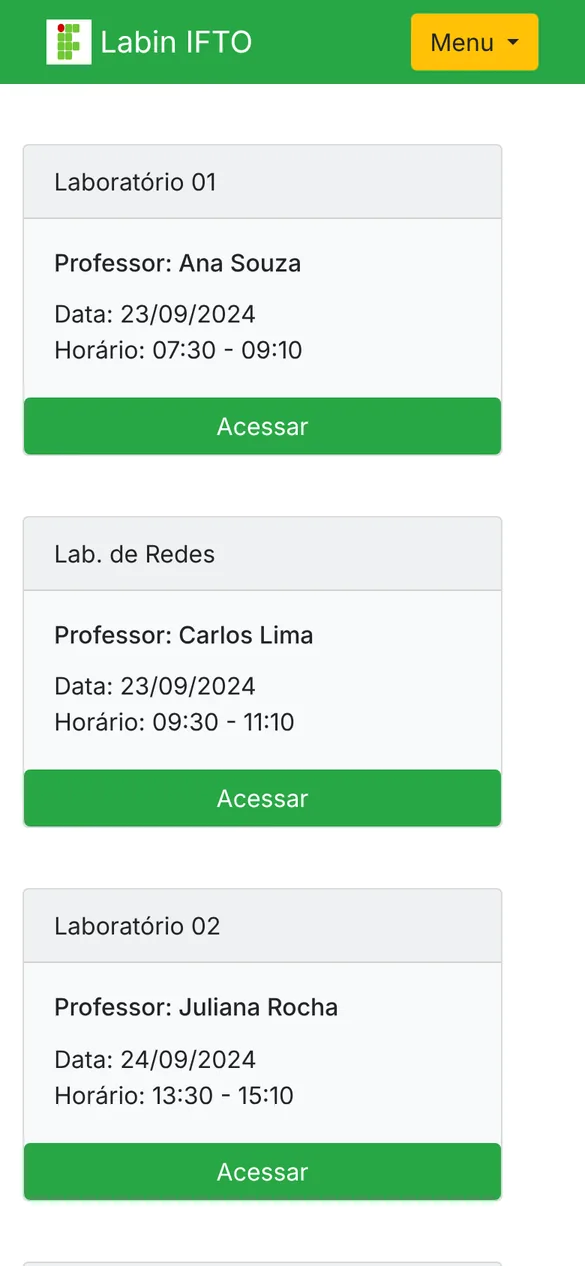 Labin IFTO
Menu
Laboratório 01
Professor: Ana Souza
Data: 23/09/2024
Horário: 07:30 - 09:10
Acessar
Lab. de Redes
Professor: Carlos Lima
Data: 23/09/2024
Horário: 09:30 - 11:10
Acessar
Laboratório 02
Professor: Juliana Rocha
Data: 24/09/2024
Horário: 13:30 - 15:10
Acessar